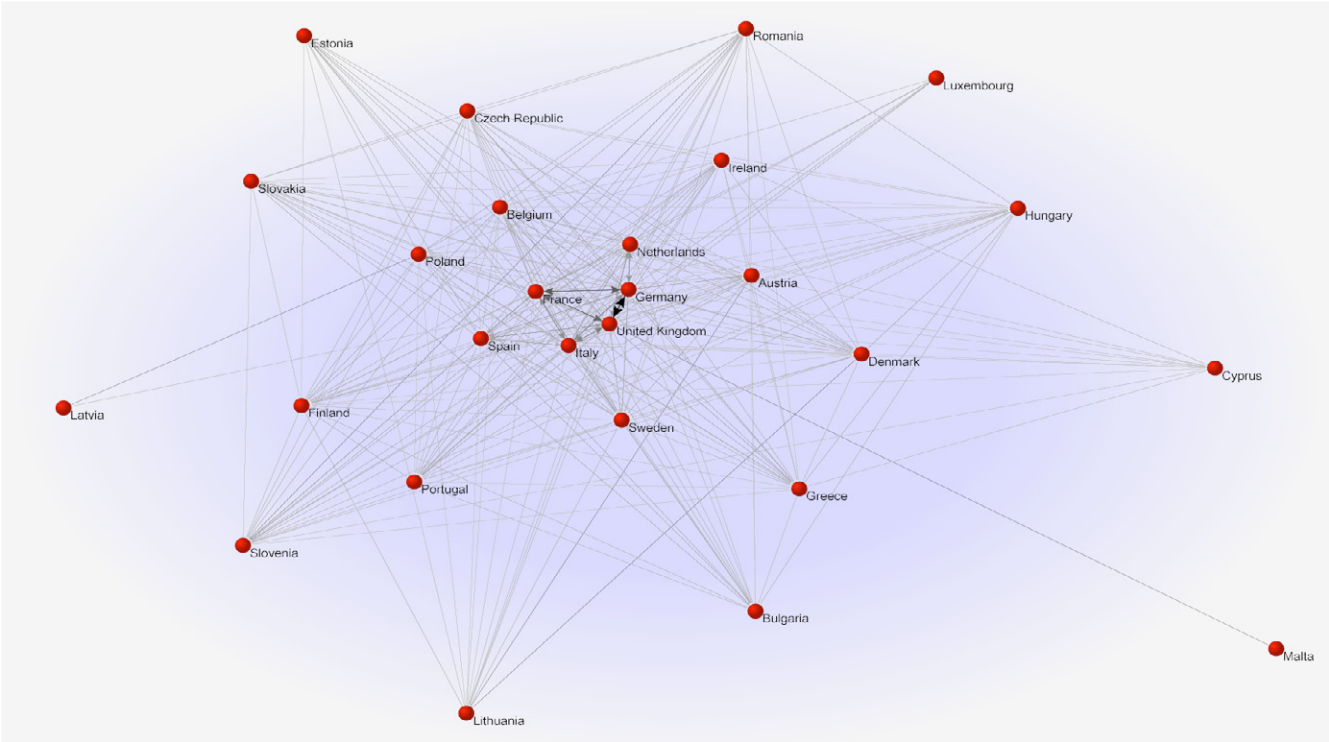 Estonia
Romania
Luxembourg
Czech Republic
Ireland
Slovakia
Belgium
Hungary
Netherlands
Poland
Austria
France
Germany
United Kingdom
Spain
Italy
Denmark
Cyprus
Latvia
Finland
Sweden
Portugal
Greece
Slovenia
Bulgaria
Malta
Lithuania